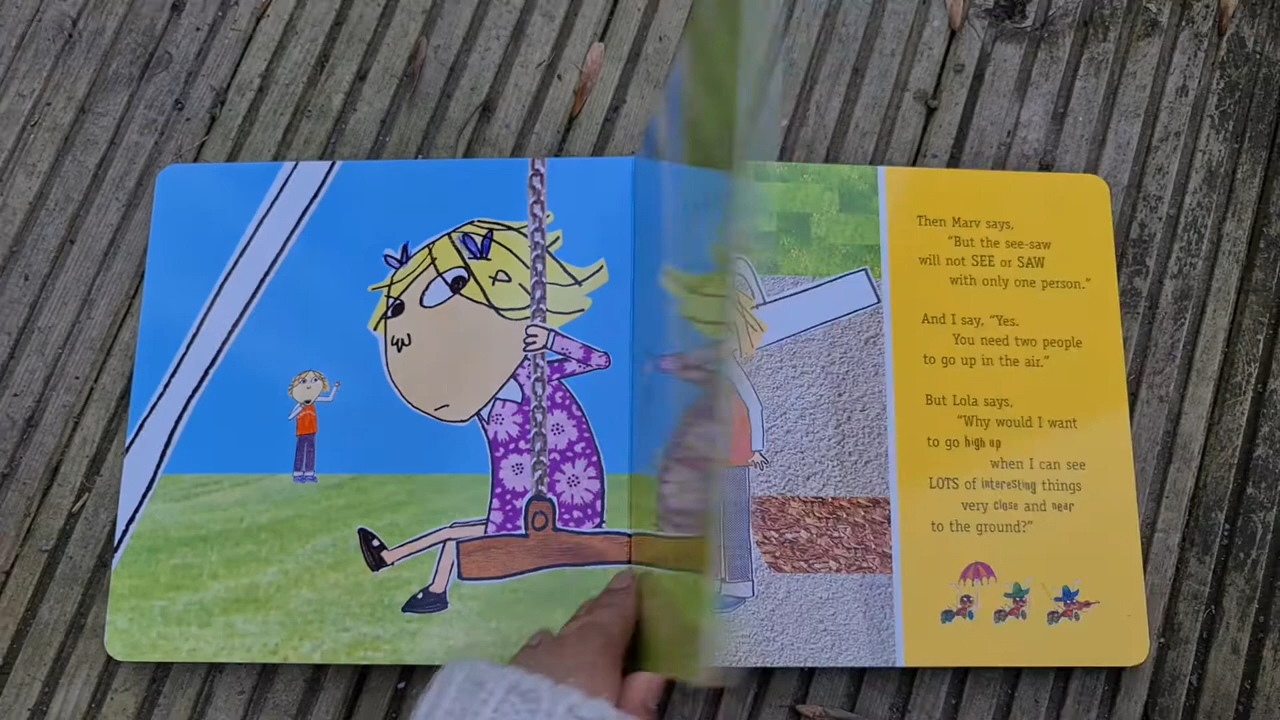 Then Marv says,
"But the see-saw
will not SEE or SAW
with only one person."
And I say, "Yes.
You need two people
to go up in the air."
But Lola says,
"Why would I want
to go high up
when I can see
LOTS of interesting things
very close and near
to the ground?"